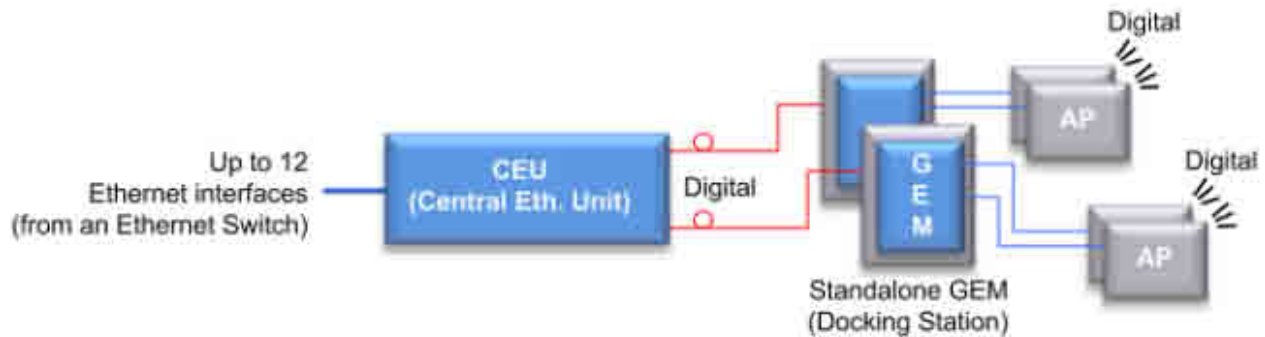 Digital
AP
Up to 12
Ethernet interfaces
(from an Ethernet Switch)
CEU
(Central Eth. Unit)
Digital
G
E
M
Digital
AP
Standalone GEM
(Docking Station)